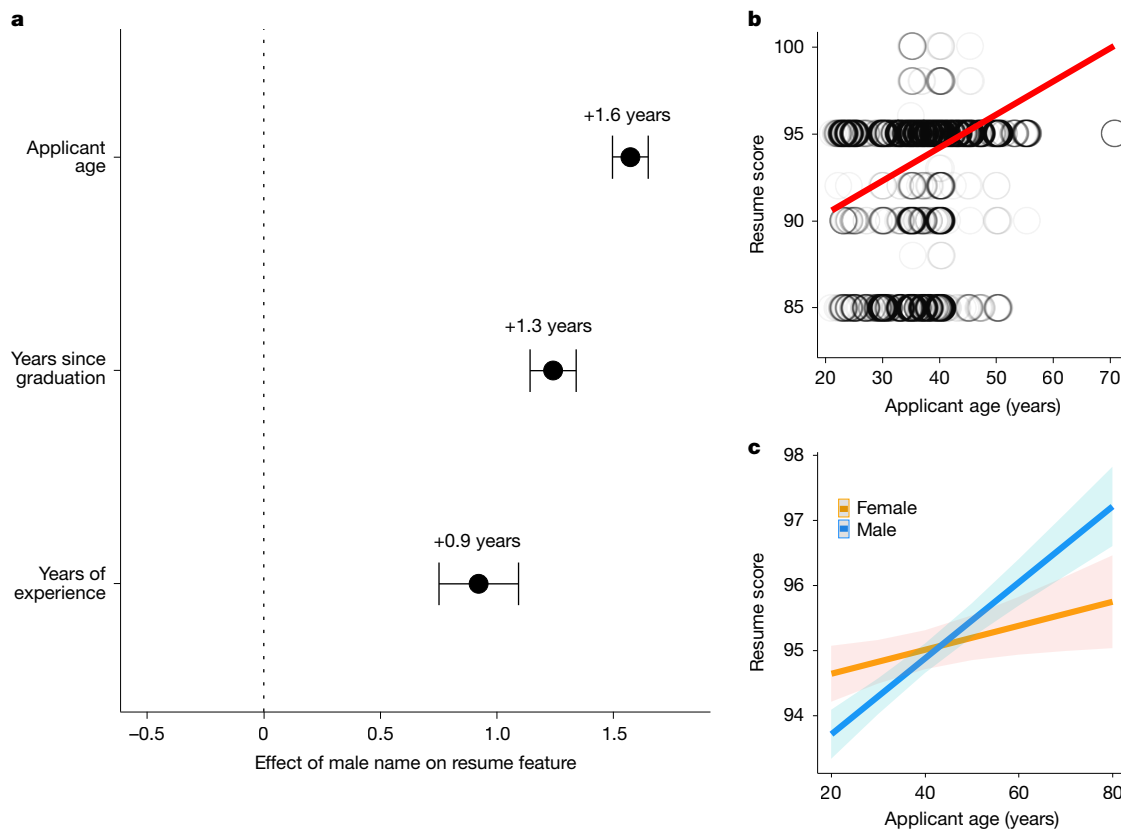 a
Applicant
age
+1.6 years
Years since
graduation
+1.3 years
Years of
experience
+0.9 years
–0.5
0
0.5
1.0
1.5
Effect of male name on resume feature
b
Resume score
100
95
90
85
20
30
40
50
60
70
Applicant age (years)
c
Resume score
98
97
96
95
94
Female
Male
20
40
60
80
Applicant age (years)